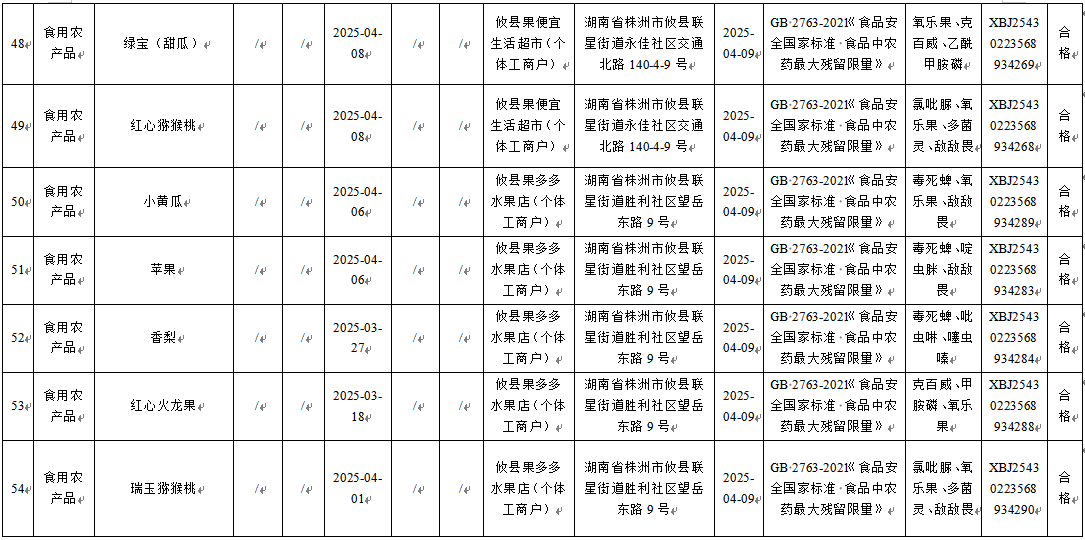 48
食用农
产品
绿宝（甜瓜）
/
/
2025-04-
08
/
/
攸县果便宜
生活超市（个
体工商户）
湖南省株洲市攸县联
星街道永佳社区交通
北路 140-4-9 号
2025-
04-09
GB 2763-2021《食品安
全国家标准 食品中农
药最大残留限量》
氧乐果、克
百威、乙酰
甲胺磷
XBJ2543
0223568
934269
合
格
49
食用农
产品
红心猕猴桃
/
/
2025-04-
08
/
/
攸县果便宜
生活超市（个
体工商户）
湖南省株洲市攸县联
星街道永佳社区交通
北路 140-4-9 号
2025-
04-09
GB 2763-2021《食品安
全国家标准 食品中农
药最大残留限量》
氯吡脲、氧
乐果、多菌
灵、敌敌畏
XBJ2543
0223568
934268
合
格
50
食用农
产品
小黄瓜
/
/
2025-04-
06
/
/
攸县果多多
水果店（个体
工商户）
湖南省株洲市攸县联
星街道胜利社区望岳
东路 9 号
2025-
04-09
GB 2763-2021《食品安
全国家标准 食品中农
药最大残留限量》
毒死蜱、氧
乐果、敌敌
畏
XBJ2543
0223568
934289
合
格
51
食用农
产品
苹果
/
/
2025-04-
06
/
/
攸县果多多
水果店（个体
工商户）
湖南省株洲市攸县联
星街道胜利社区望岳
东路 9 号
2025-
04-09
GB 2763-2021《食品安
全国家标准 食品中农
药最大残留限量》
毒死蜱、啶
虫脒、敌敌
畏
XBJ2543
0223568
934283
合
格
52
食用农
产品
香梨
/
/
2025-03-
27
/
/
攸县果多多
水果店（个体
工商户）
湖南省株洲市攸县联
星街道胜利社区望岳
东路 9 号
2025-
04-09
GB 2763-2021《食品安
全国家标准 食品中农
药最大残留限量》
毒死蜱、吡
虫啉、噻虫
嗪
XBJ2543
0223568
934284
合
格
53
食用农
产品
红心火龙果
/
/
2025-03-
18
/
/
攸县果多多
水果店（个体
工商户）
湖南省株洲市攸县联
星街道胜利社区望岳
东路 9 号
2025-
04-09
GB 2763-2021《食品安
全国家标准 食品中农
药最大残留限量》
克百威、甲
胺磷、氧乐
果
XBJ2543
0223568
934288
合
格
54
食用农
产品
瑞玉猕猴桃
/
/
2025-04-
01
/
/
攸县果多多
水果店（个体
工商户）
湖南省株洲市攸县联
星街道胜利社区望岳
东路 9 号
2025-
04-09
GB 2763-2021《食品安
全国家标准 食品中农
药最大残留限量》
氯吡脲、氧
乐果、多菌
灵、敌敌畏
XBJ2543
0223568
934290
合
格